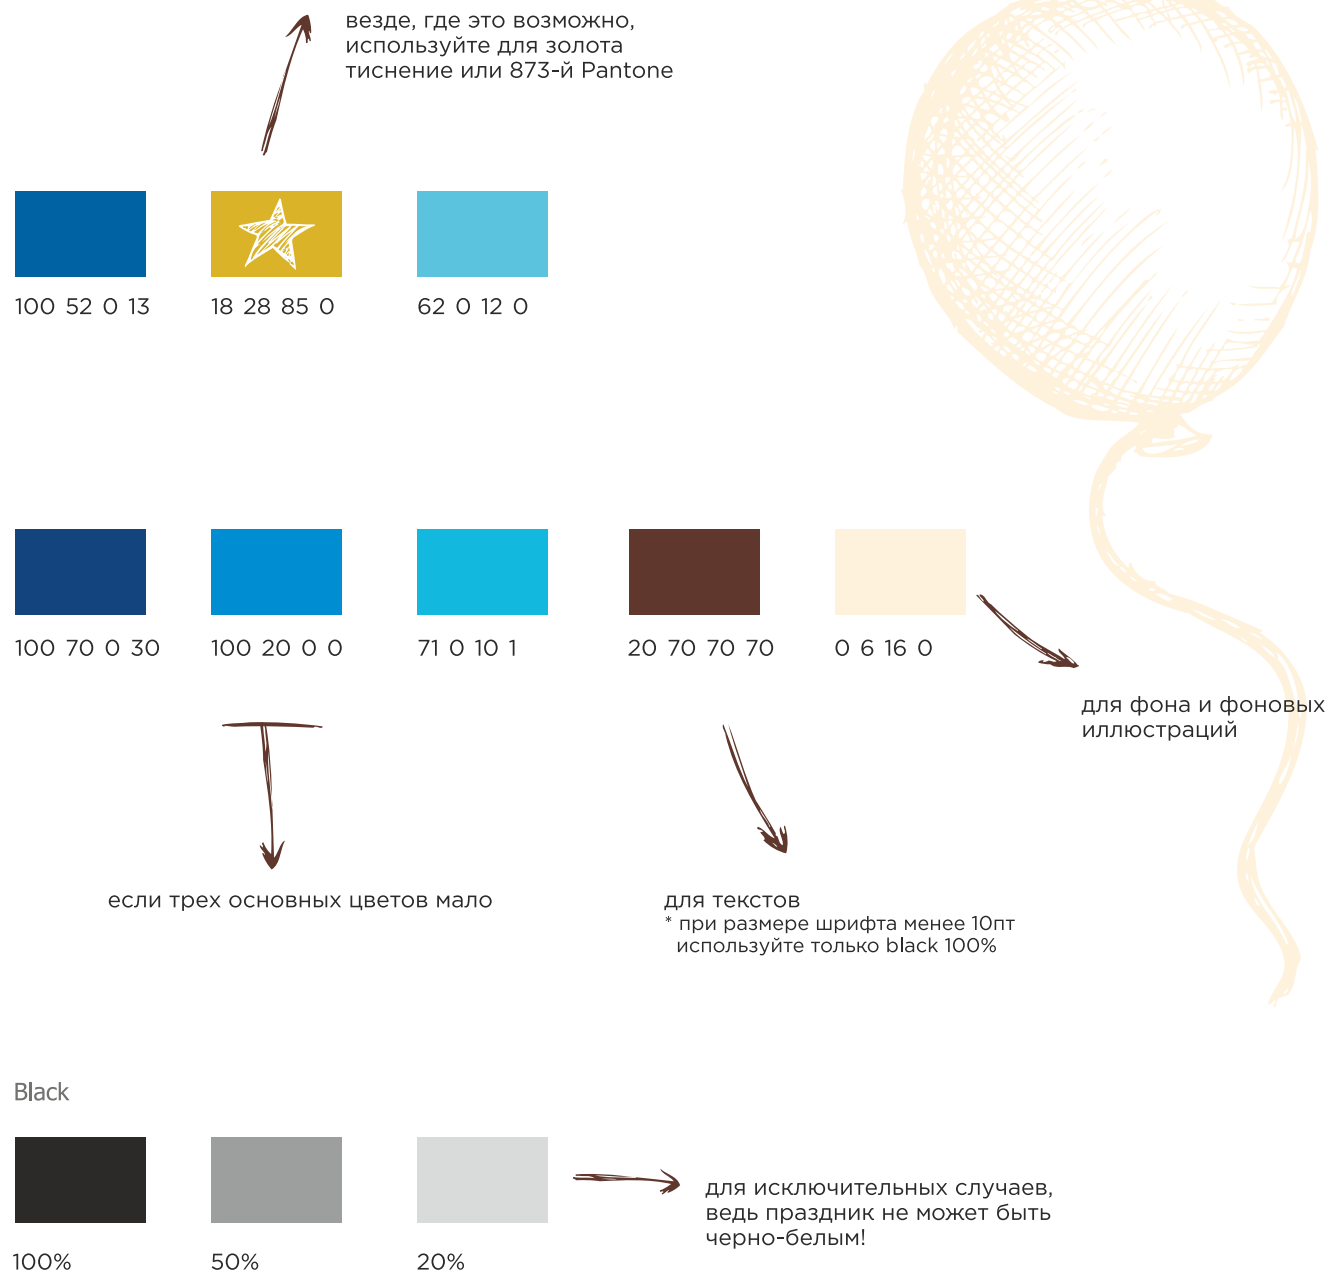 везде, где это возможно,
используйте для золота
тиснение или 873-й Pantone
100 52 0 13
18 28 85 0
62 0 12 0
100 70 0 30
100 20 0 0
71 0 10 1
20 70 70 70
0 6 16 0
для фона и фоновых
иллюстраций
если трех основных цветов мало
для текстов
* при размере шрифта менее 10пт
используйте только black 100%
Black
100%
50%
20%
для исключительных случаев,
ведь праздник не может быть
черно-белым!